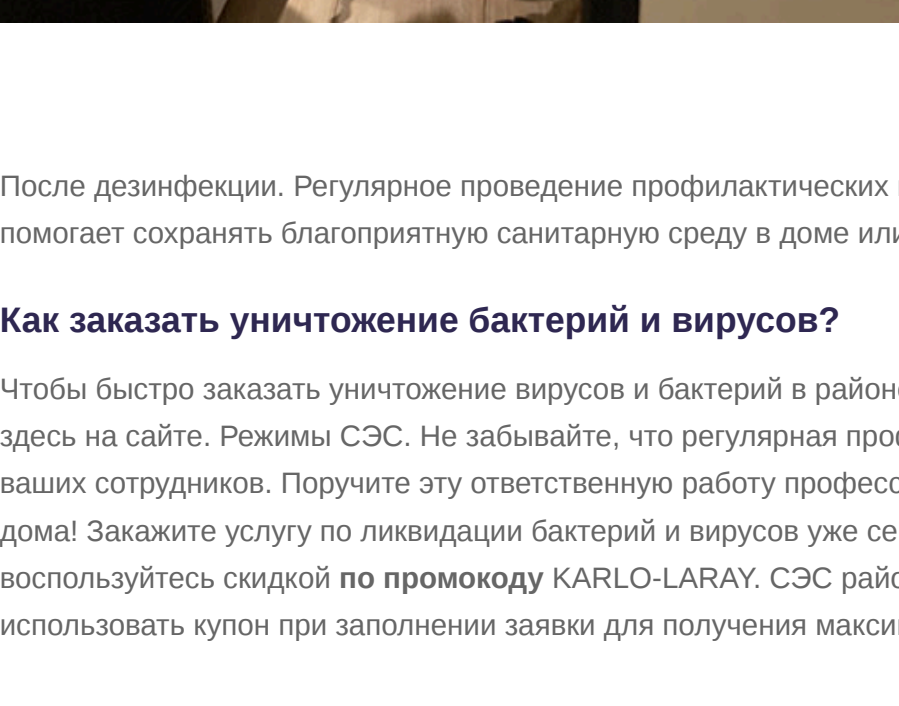 После дезинфекции. Регулярное проведение профилактических
помогает сохранять благоприятную санитарную среду в доме или
Как заказать уничтожение бактерий и вирусов?
Чтобы быстро заказать уничтожение вирусов и бактерий в район
здесь на сайте. Режимы СЭС. Не забывайте, что регулярная про
ваших сотрудников. Поручите эту ответственную работу професс
дома! Закажите услугу по ликвидации бактерий и вирусов уже се
воспользуйтесь скидкой по промокоду KARLO-LARAY. СЭС райо
использовать купон при заполнении заявки для получения макси